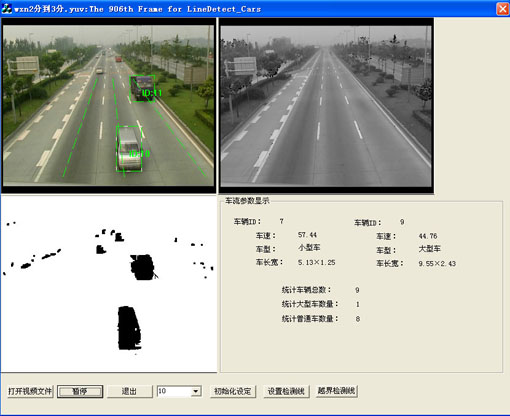 wxn2分到3分.yuv:The 906th Frame for LineDetect_Cars
ID:11
车流参数显示
车辆ID： 7 车辆ID： 9
车速： 57.44 车速： 44.76
车型： 小型车 车型： 大型车
车长宽： 5.13×1.25 车长宽： 9.55×2.43
统计车辆总数： 9
统计大型车数量： 1
统计普通车数量： 8
打开视频文件 暂停 退出 10 初始化设定 设置检测线 越界检测线